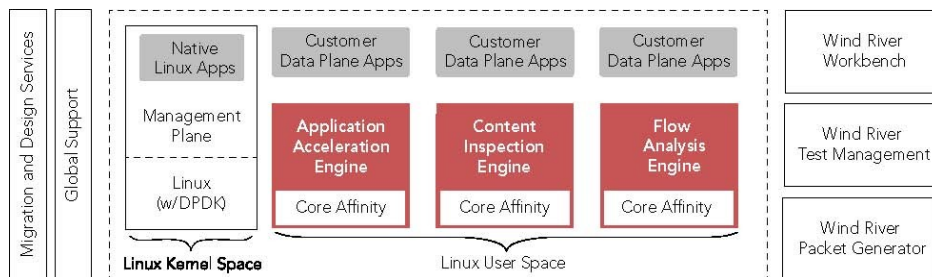 Migration and Design Services
Global Support
Native
Linux Apps
Management
Plane
Linux
(w/DPDK)
Linux Kernel Space
Customer
Data Plane Apps
Application
Acceleration
Engine
Core Affinity
Customer
Data Plane Apps
Content
Inspection
Engine
Core Affinity
Customer
Data Plane Apps
Flow
Analysis
Engine
Core Affinity
Linux User Space
Wind River
Workbench
Wind River
Test Management
Wind River
Packet Generator